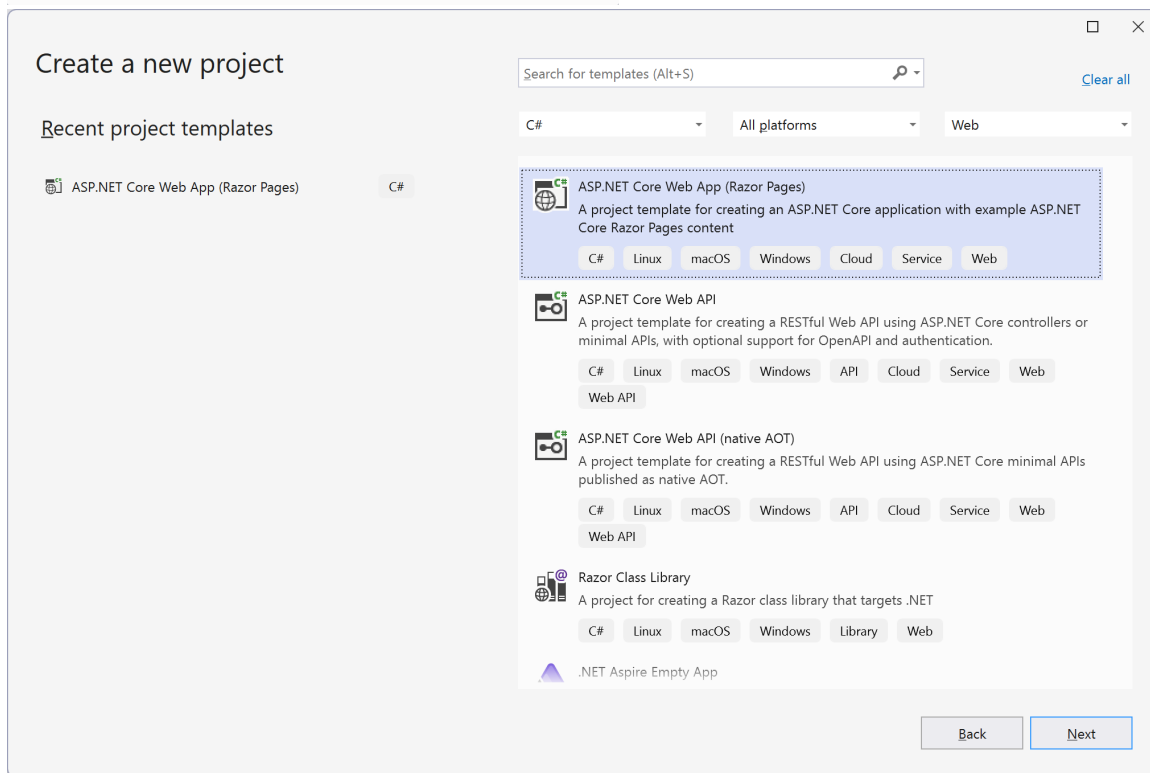 Create a new project
Search for templates (Alt+S)
Clear all
Recent project templates
C#
All platforms
Web
ASP.NET Core Web App (Razor Pages)
C#
ASP.NET Core Web App (Razor Pages)
A project template for creating an ASP.NET Core application with example ASP.NET
Core Razor Pages content
C# Linux macOS Windows Cloud Service Web
ASP.NET Core Web API
A project template for creating a RESTful Web API using ASP.NET Core controllers or
minimal APIs, with optional support for OpenAPI and authentication.
C# Linux macOS Windows API Cloud Service Web
Web API
ASP.NET Core Web API (native AOT)
A project template for creating a RESTful Web API using ASP.NET Core minimal APIs
published as native AOT.
C# Linux macOS Windows API Cloud Service Web
Web API
Razor Class Library
A project for creating a Razor class library that targets .NET
C# Linux macOS Windows Library Web
.NET Aspire Empty App
Back
Next